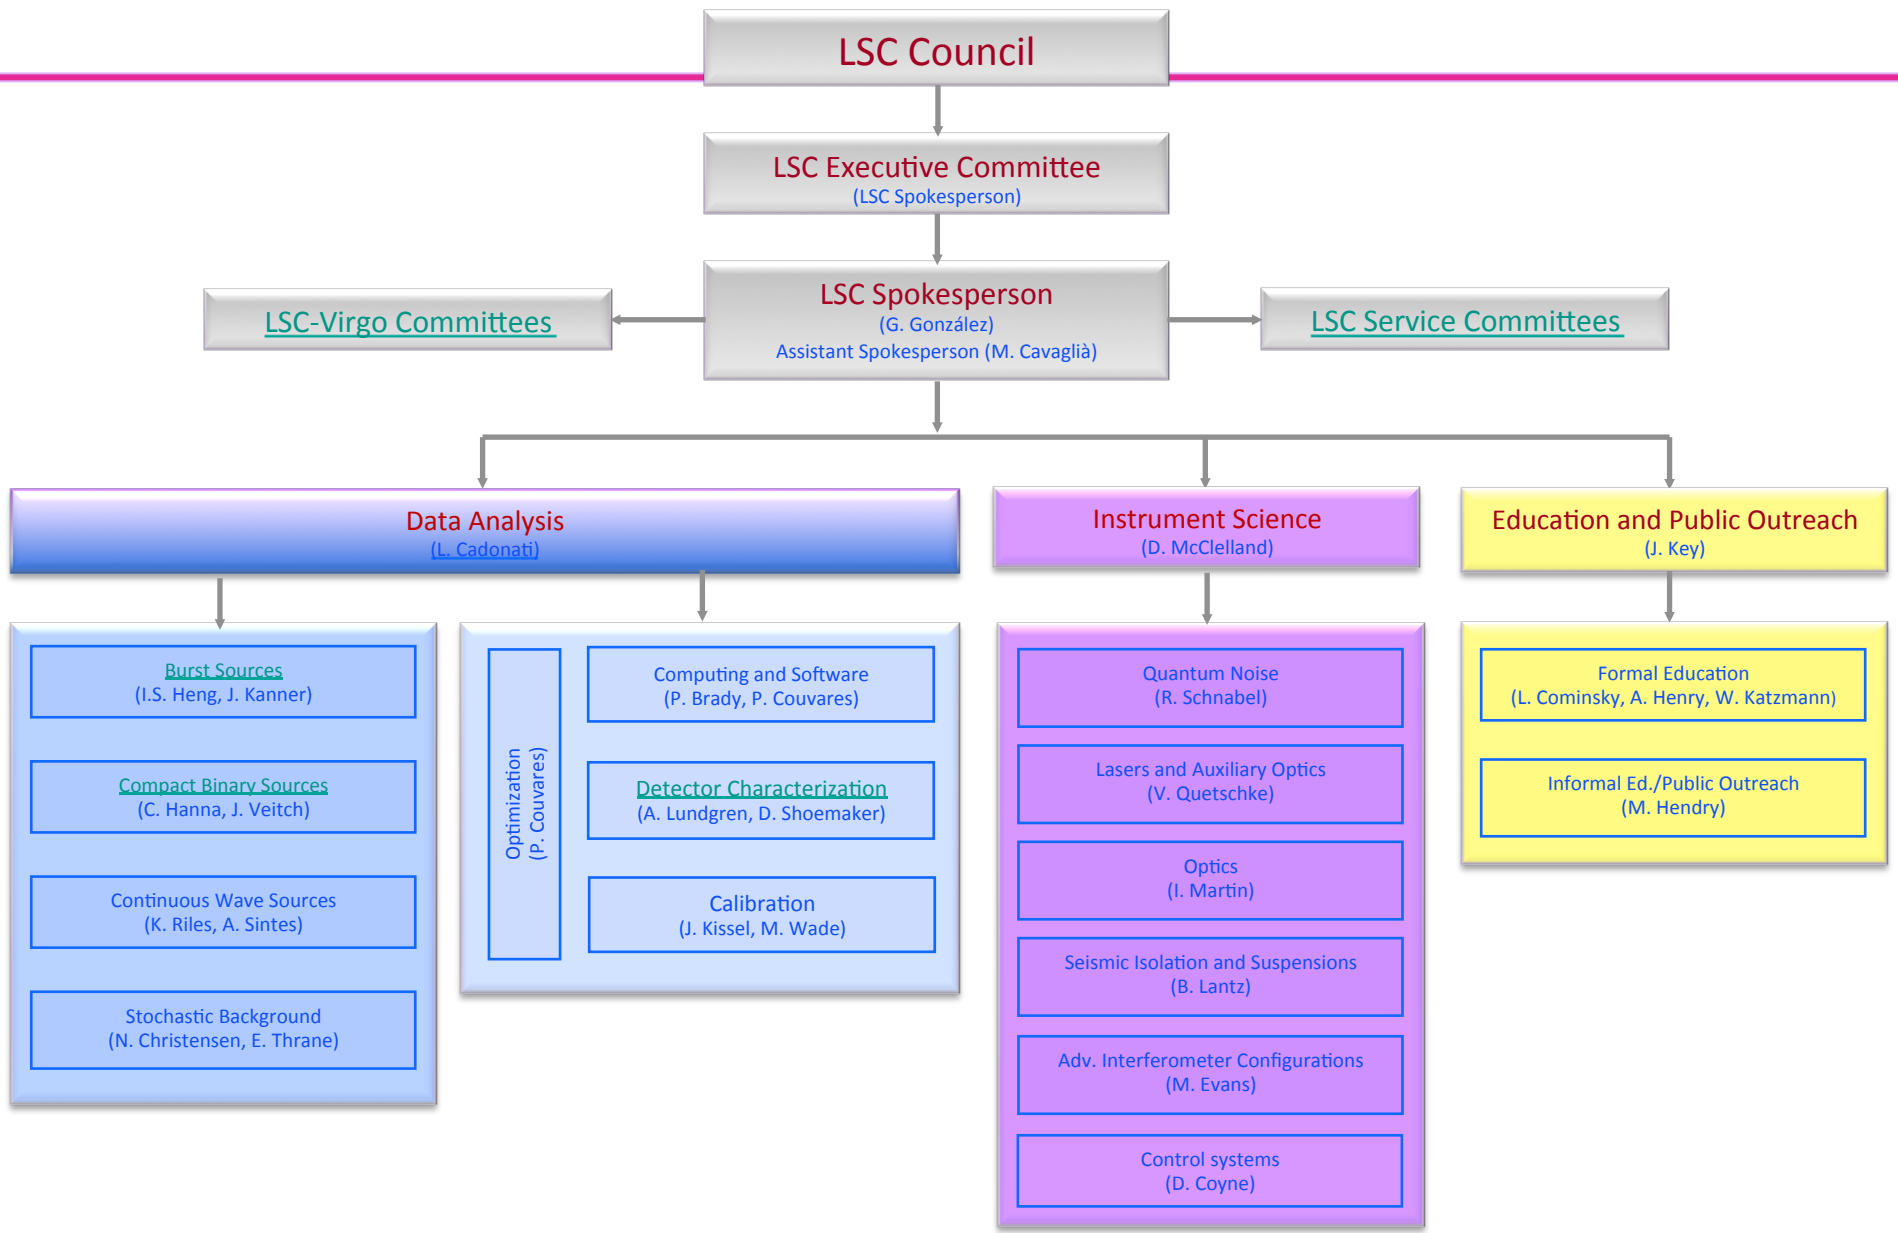 LSC Council
LSC Executive Committee
(LSC Spokesperson)
LSC-Virgo Committees
LSC Spokesperson
(G. González)
Assistant Spokesperson (M. Cavaglià)
LSC Service Committees
Data Analysis
(L. Cadonati)
Instrument Science
(D. McClelland)
Education and Public Outreach
(J. Key)
Burst Sources
(I.S. Heng, J. Kanner)
Compact Binary Sources
(C. Hanna, J. Veitch)
Continuous Wave Sources
(K. Riles, A. Sintes)
Stochastic Background
(N. Christensen, E. Thrane)
Optimization
(P. Couvares)
Computing and Software
(P. Brady, P. Couvares)
Detector Characterization
(A. Lundgren, D. Shoemaker)
Calibration
(J. Kissel, M. Wade)
Quantum Noise
(R. Schnabel)
Lasers and Auxiliary Optics
(V. Quetschke)
Optics
(I. Martin)
Seismic Isolation and Suspensions
(B. Lantz)
Adv. Interferometer Configurations
(M. Evans)
Control systems
(D. Coyne)
Formal Education
(L. Cominsky, A. Henry, W. Katzmann)
Informal Ed./Public Outreach
(M. Hendry)